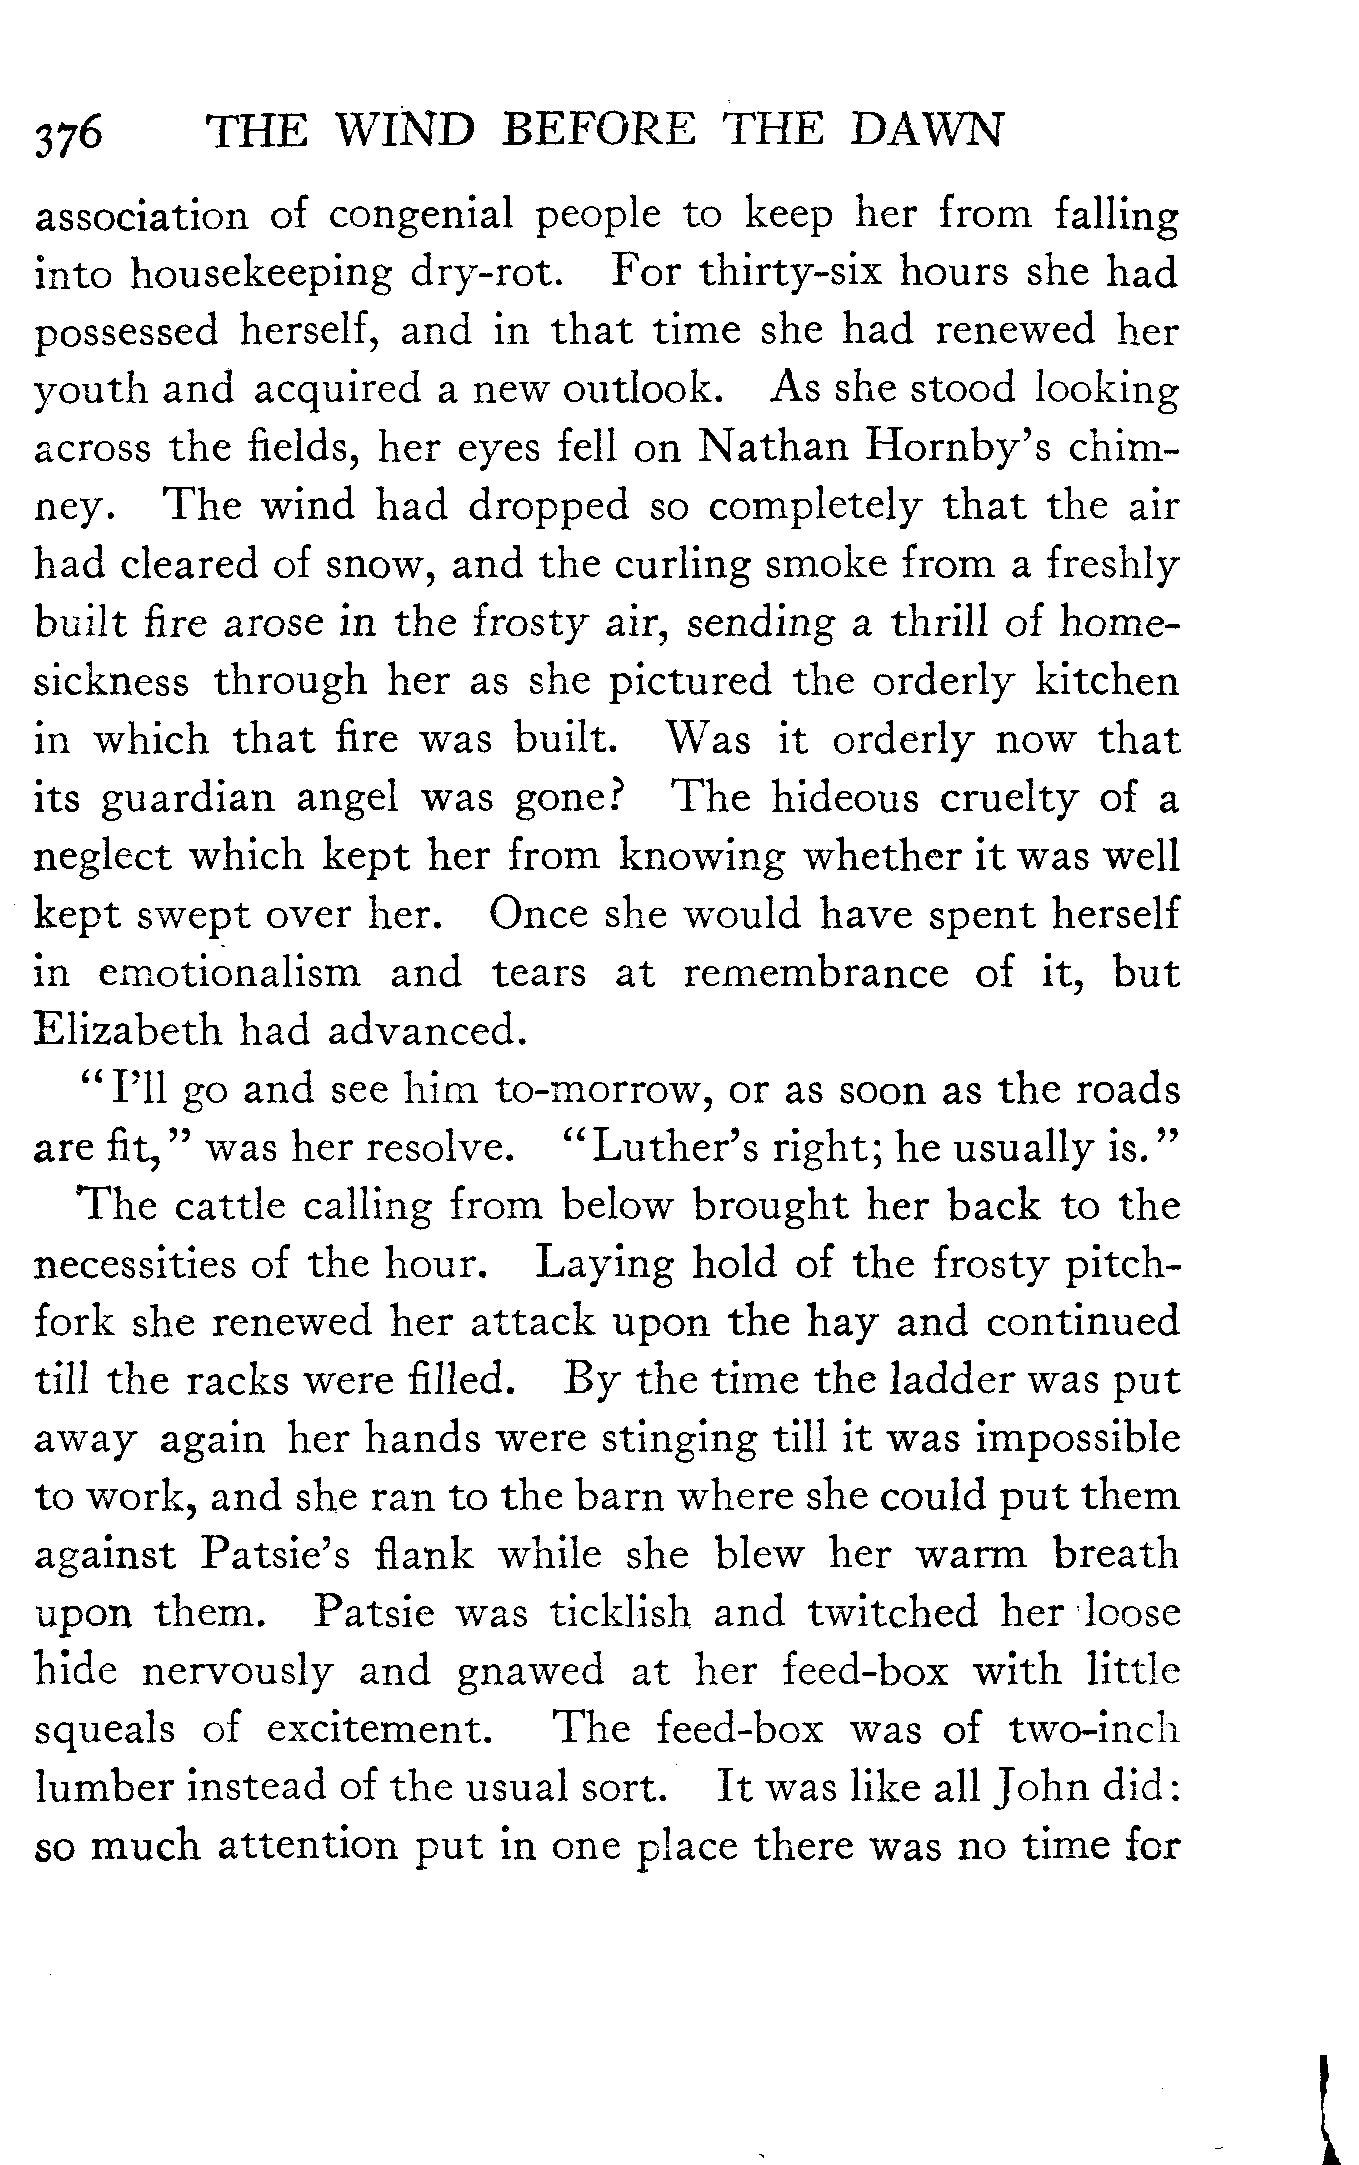 376 THE WIND BEFORE THE DAWN
association of congenial people to keep her from falling
into housekeeping dry-rot. For thirty-six hours she had
possessed herself, and in that time she had renewed her
youth and acquired a new outlook. As she stood looking
across the fields, her eyes fell on Nathan Hornby's chim-
ney. The wind had dropped so completely that the air
had cleared of snow, and the curling smoke from a freshly
built fire arose in the frosty air, sending a thrill of home-
sickness through her as she pictured the orderly kitchen
in which that fire was built. Was it orderly now that
its guardian angel was gone? The hideous cruelty of a
neglect which kept her from knowing whether it was well
kept swept over her. Once she would have spent herself
in emotionalism and tears at remembrance of it, but
Elizabeth had advanced.
"I'll go and see him to-morrow, or as soon as the roads
are fit," was her resolve. "Luther's right; he usually is."
The cattle calling from below brought her back to the
necessities of the hour. Laying hold of the frosty pitch-
fork she renewed her attack upon the hay and continued
till the racks were filled. By the time the ladder was put
away again her hands were stinging till it was impossible
to work, and she ran to the barn where she could put them
against Patsie's flank while she blew her warm breath
upon them. Patsie was ticklish and twitched her loose
hide nervously and gnawed at her feed-box with little
squeals of excitement. The feed-box was of two-inch
lumber instead of the usual sort. It was like all John did:
so much attention put in one place there was no time for